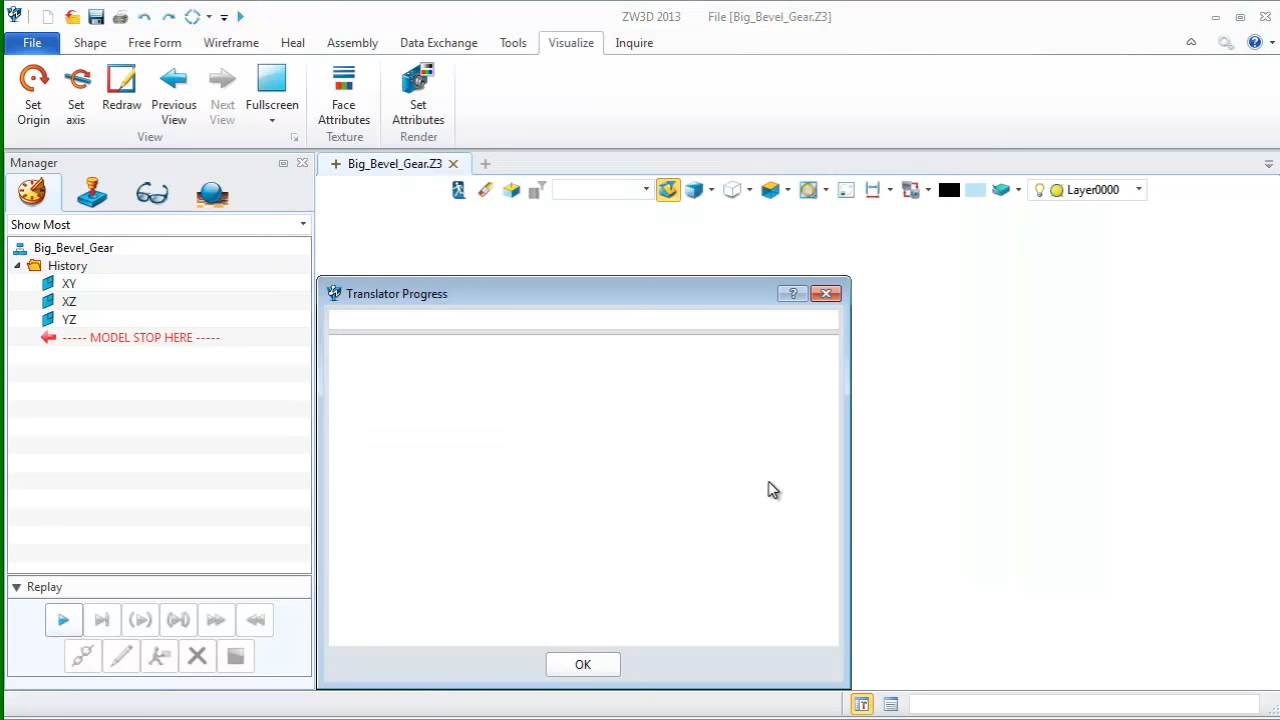 ZW3D 2013 File [Big_Bevel_Gear.Z3]
File Shape Free Form Wireframe Heal Assembly Data Exchange Tools Visualize Inquire
Set Origin
Set axis
Redraw
Previous View
Next View
Fullscreen
Face Attributes
Set Attributes
View
Texture
Render
Manager
Big_Bevel_Gear.Z3
Layer0000
Show Most
Big_Bevel_Gear
History
XY
XZ
YZ
----- MODEL STOP HERE -----
Translator Progress
Replay
OK